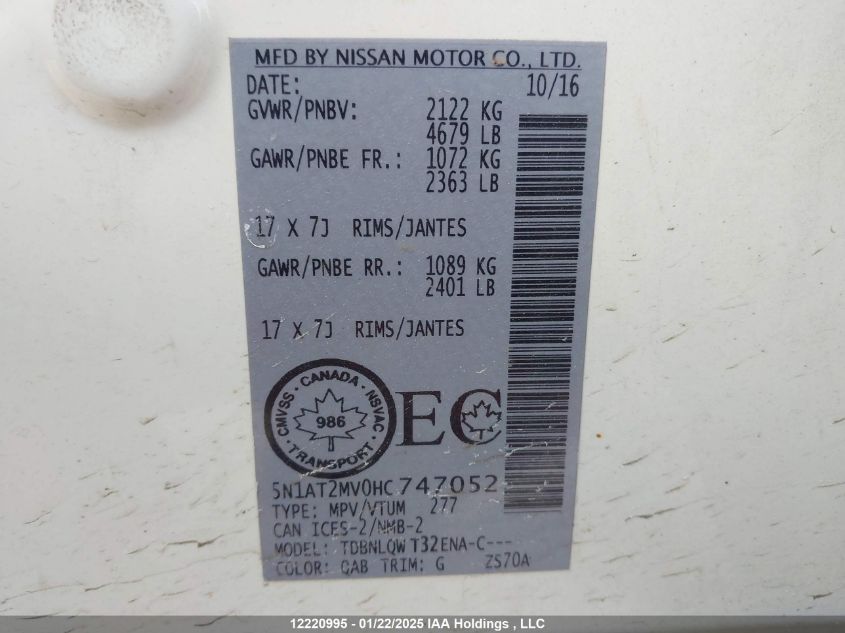 MFD BY NISSAN MOTOR CO., LTD.
DATE: 10/16
GVWR/PNBV: 2122 KG
4679 LB
GAWR/PNBE FR.: 1072 KG
2363 LB
17 X 7J RIMS/JANTES
GAWR/PNBE RR.: 1089 KG
2401 LB
17 X 7J RIMS/JANTES
CMVSS · CANADA · NSVAC · TRANSPORT ·
986
EC
5N1AT2MV0HC747052
TYPE: MPV/VTUM 277
CAN ICES-2/NMB-2
MODEL: TDBNLQWT32ENA-C---
COLOR: QAB TRIM: G ZS70A
12220995 - 01/22/2025 IAA Holdings , LLC